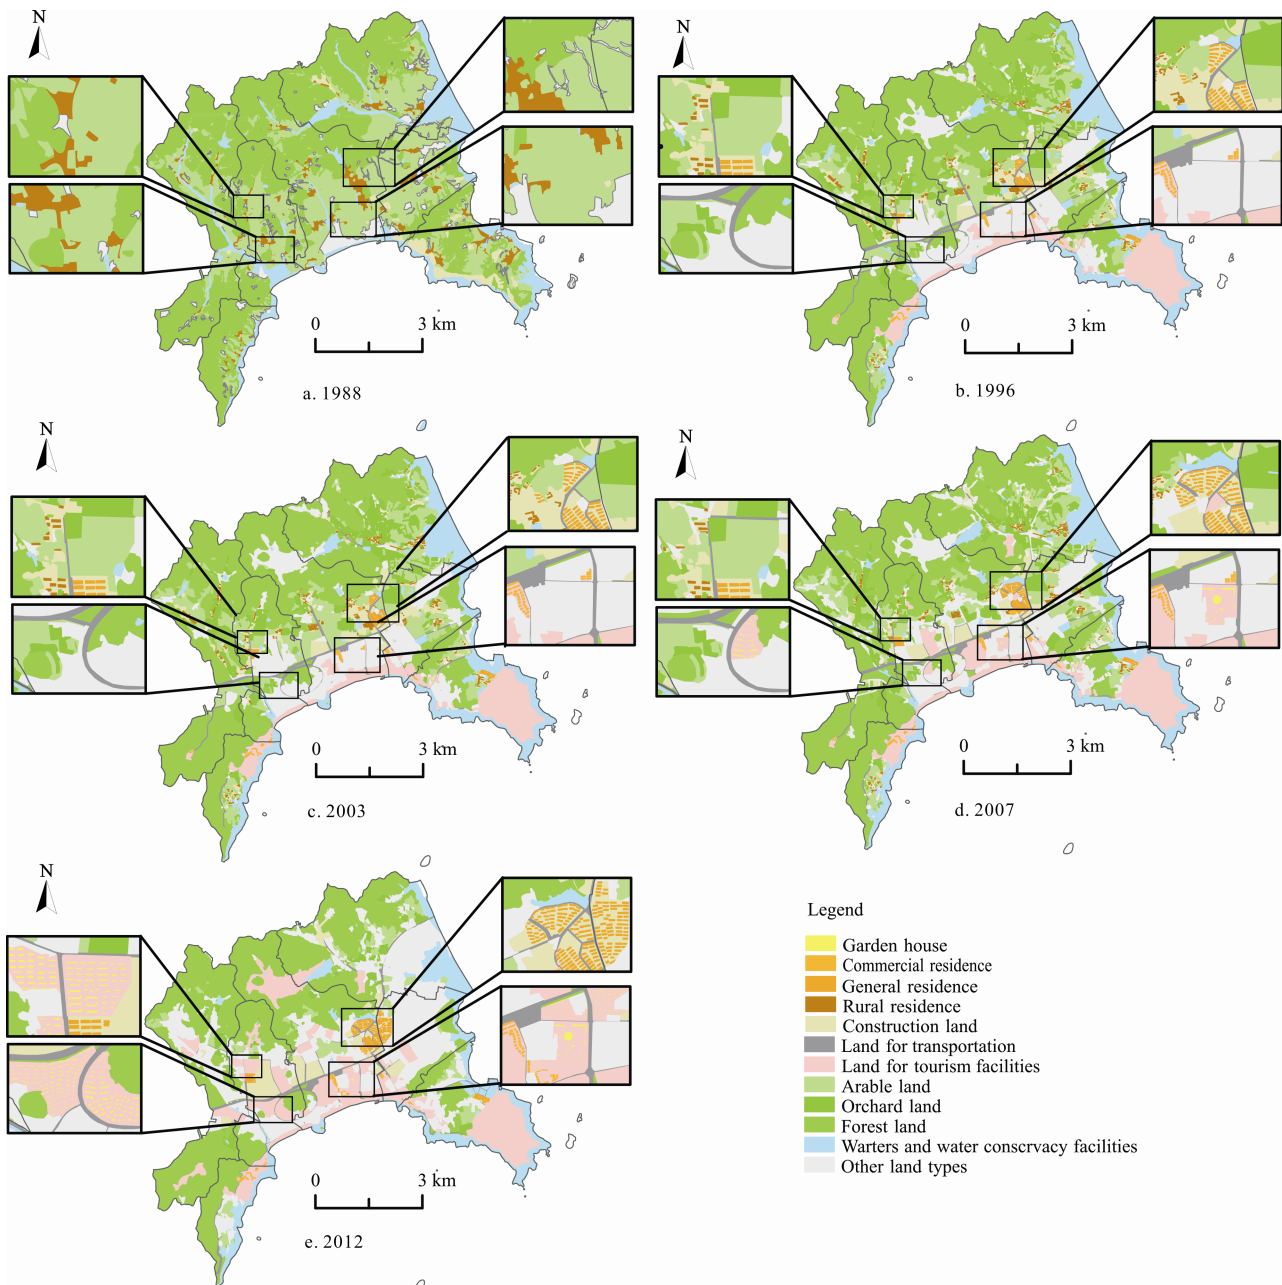 N
0 3 km
a. 1988
N
0 3 km
b. 1996
N
0 3 km
c. 2003
N
0 3 km
d. 2007
N
0 3 km
e. 2012
Legend
Garden house
Commercial residence
General residence
Rural residence
Construction land
Land for transportation
Land for tourism facilities
Arable land
Orchard land
Forest land
Warters and water conscrvacy facilities
Other land types